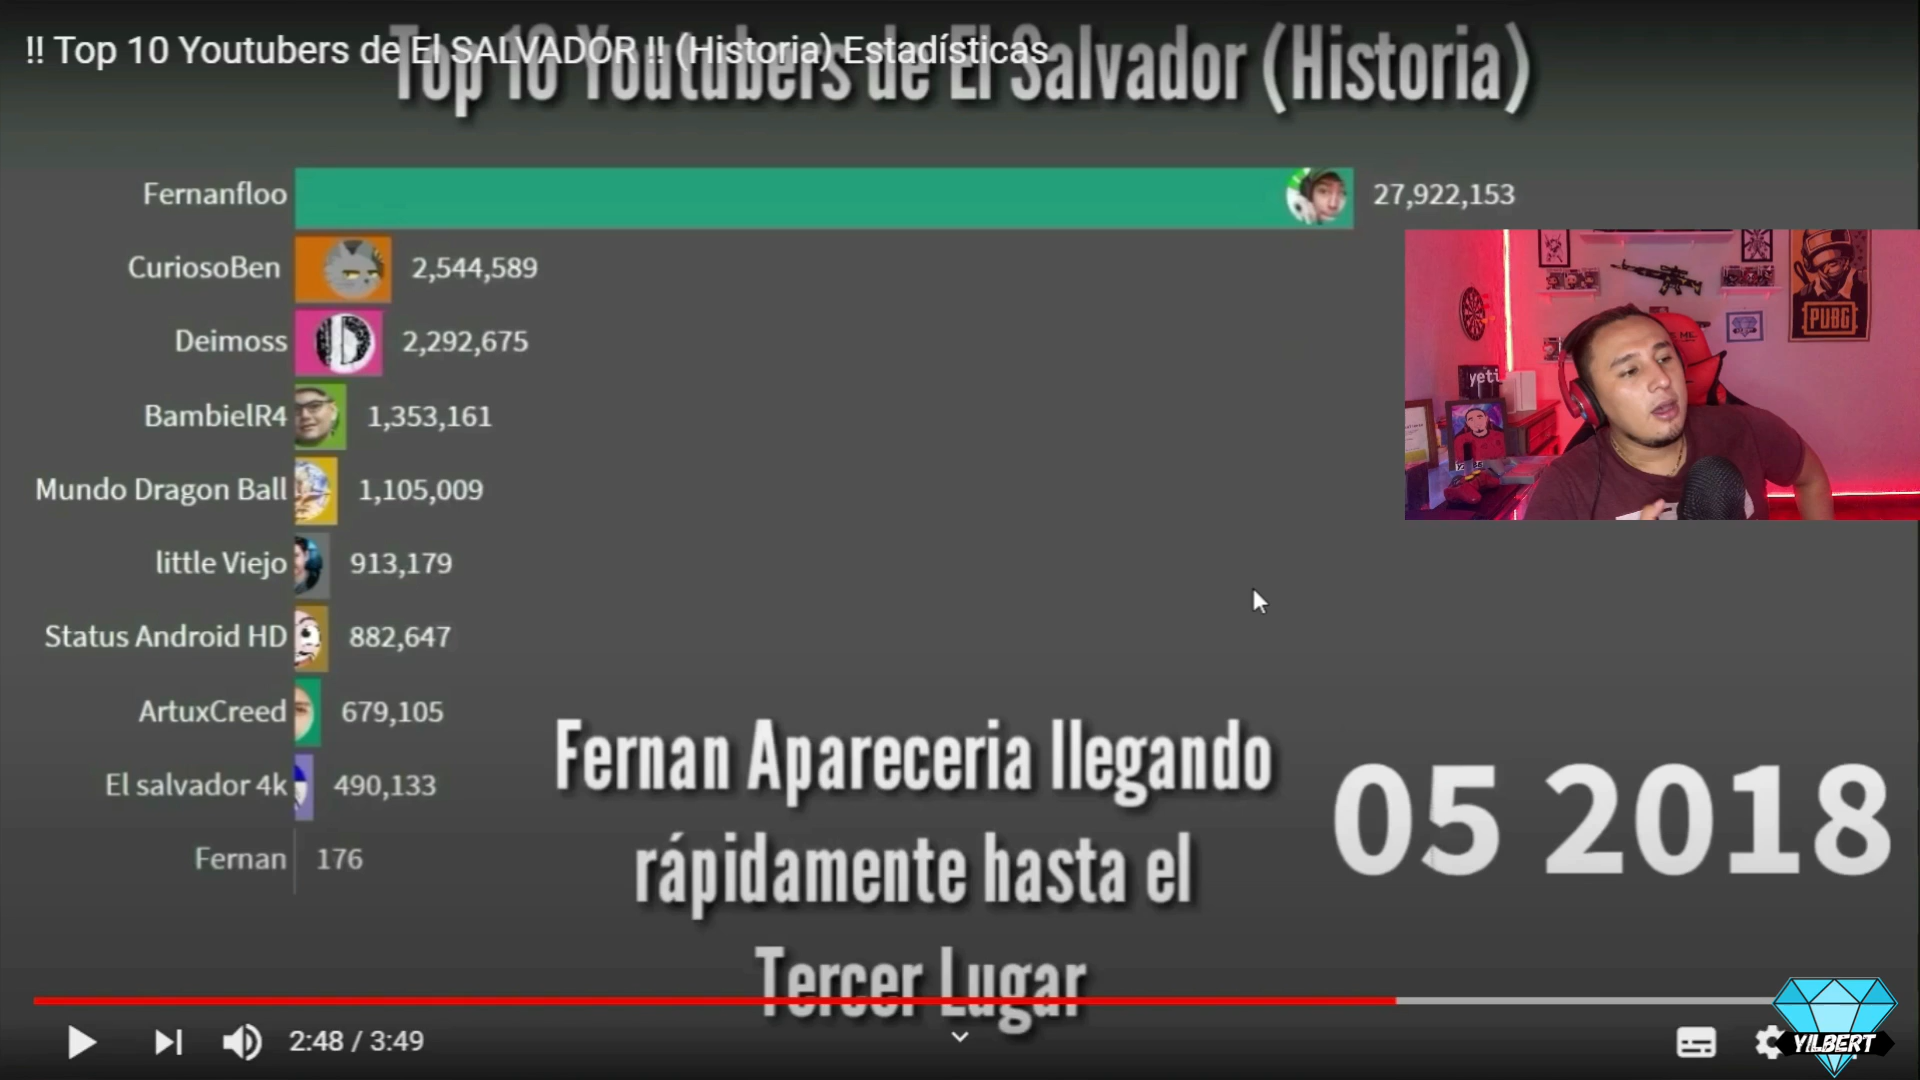 !! Top 10 Youtubers de El SALVADOR !! (Historia) Estadísticas
Top 10 Youtubers de El Salvador (Historia)
Fernanfloo 27,922,153
CuriosoBen 2,544,589
Deimoss 2,292,675
BambielR4 1,353,161
Mundo Dragon Ball 1,105,009
little Viejo 913,179
Status Android HD 882,647
ArtuxCreed 679,105
El salvador 4k 490,133
Fernan 176
PUBG
yeti
Fernan Apareceria llegando
rápidamente hasta el
Tercer Lugar
05 2018
2:48 / 3:49
YILBERT